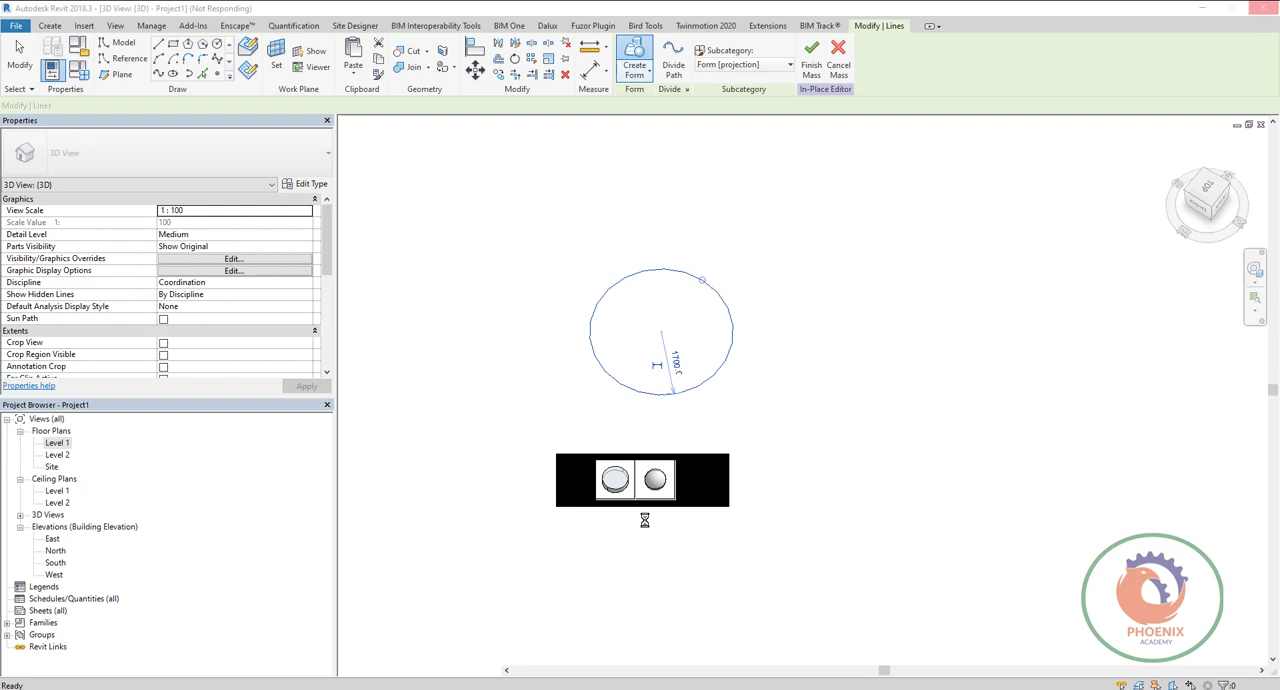 Autodesk Revit 2018.3 - [3D View: {3D} - Project1] (Not Responding)
File Create Insert View Manage Add-Ins Enscape™ Quantification Site Designer BIM Interoperability Tools BIM One Dalux Fuzor Plugin Bird Tools Twinmotion 2020 Extensions BIM Track® Modify | Lines
Model
Reference
Plane
Show
Viewer
Set
Cut
Join
Modify
Paste
Create
Form
Divide
Path
Subcategory:
Form [projection]
Finish
Mass
Cancel
Mass
Select Properties Draw Work Plane Clipboard Geometry Modify Measure Form Divide Subcategory In-Place Editor
Modify | Lines
Properties
3D View
3D View: {3D}
Edit Type
Graphics
View Scale 1 : 100
Scale Value 1: 100
Detail Level Medium
Parts Visibility Show Original
Visibility/Graphics Overrides Edit...
Graphic Display Options Edit...
Discipline Coordination
Show Hidden Lines By Discipline
Default Analysis Display Style None
Sun Path
Extents
Crop View
Crop Region Visible
Annotation Crop
Properties help
Apply
Project Browser - Project1
Views (all)
Floor Plans
Level 1
Level 2
Site
Ceiling Plans
Level 1
Level 2
3D Views
Elevations (Building Elevation)
East
North
South
West
Legends
Schedules/Quantities (all)
Sheets (all)
Families
Groups
Revit Links
1700.
TOP
PHOENIX
ACADEMY
Ready
:0